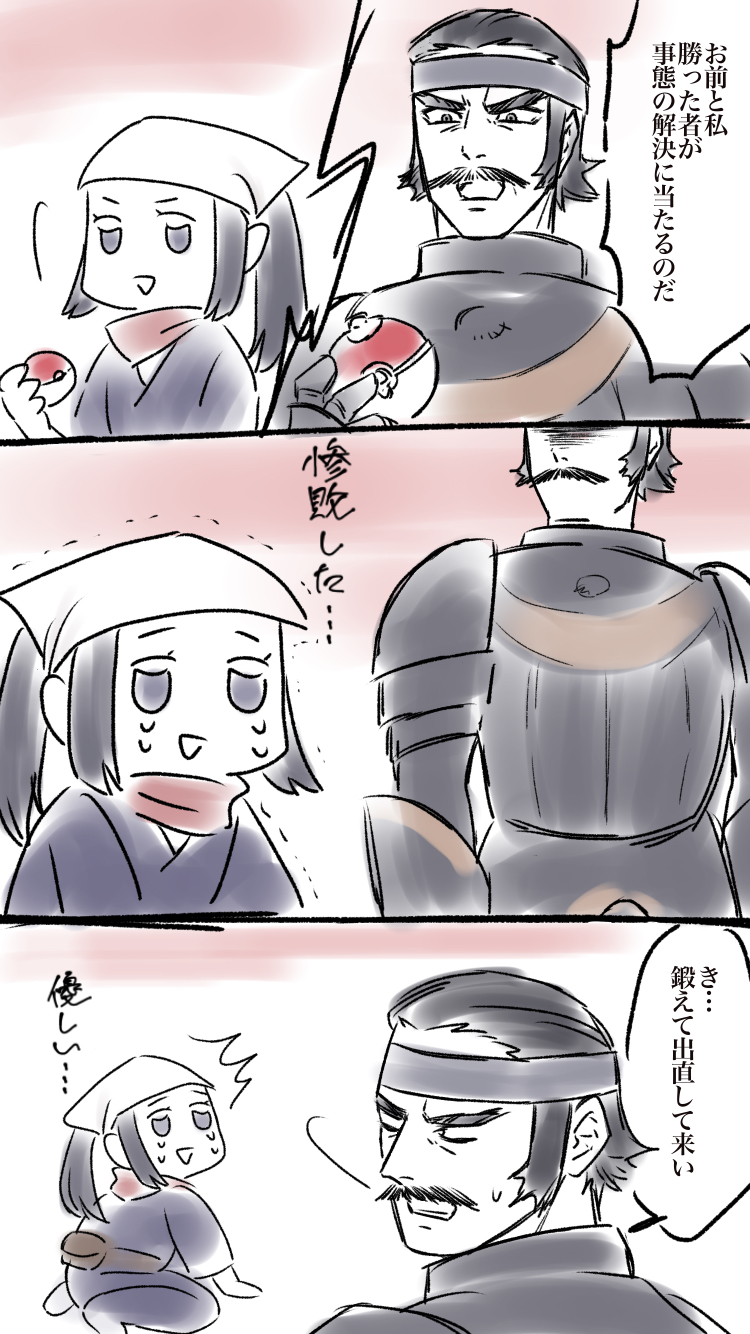 お前と私
勝った者が
事態の解決に当たるのだ
惨敗した…
き…
鍛えて出直して来い
優しい…